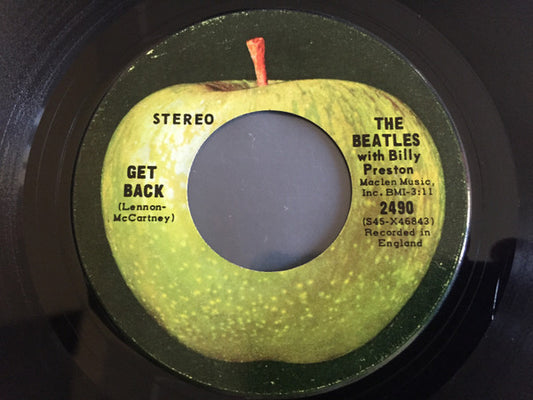 STEREO
GET
BACK
(Lennon-
McCartney)
THE
BEATLES
with Billy
Preston
Maclen Music,
Inc. BMI-3:11
2490
(S45-X46843)
Recorded in
England